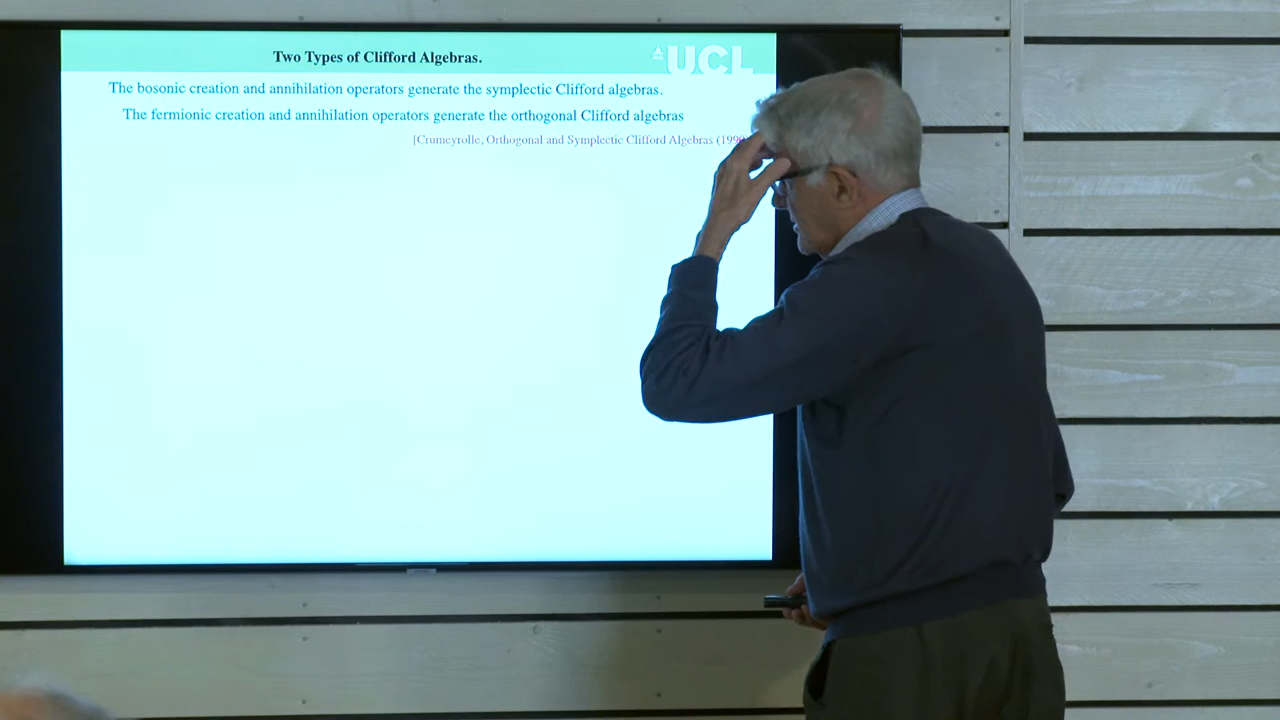 Two Types of Clifford Algebras.
UCL
The bosonic creation and annihilation operators generate the symplectic Clifford algebras.
The fermionic creation and annihilation operators generate the orthogonal Clifford algebras
[Crumeyrolle, Orthogonal and Symplectic Clifford Algebras (1990